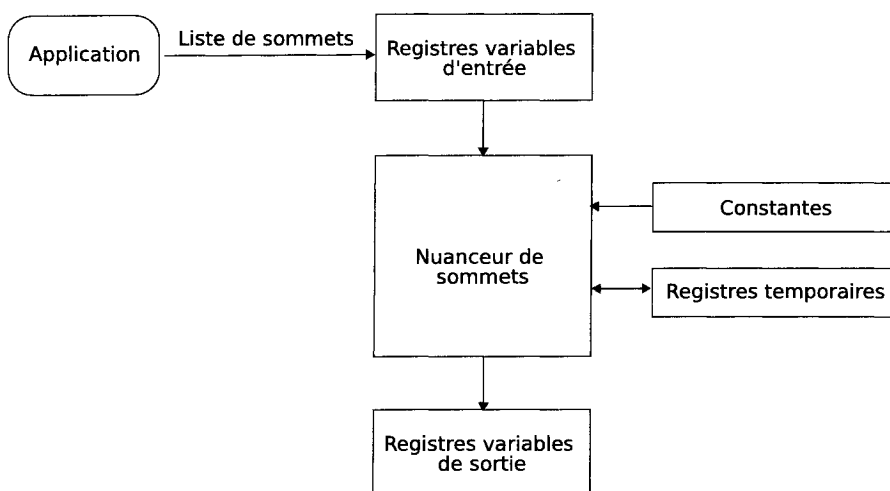 Application
Liste de sommets
Registres variables
d'entrée
Nuanceur de
sommets
Constantes
Registres temporaires
Registres variables
de sortie